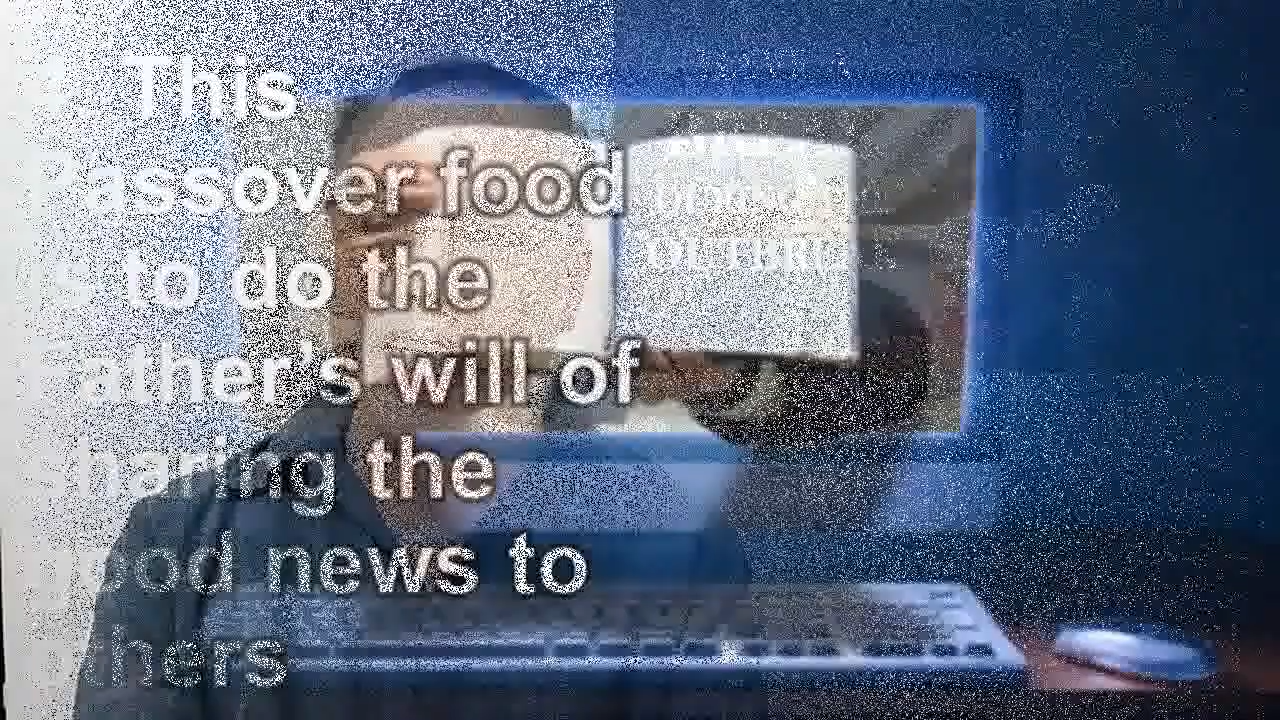 This
Passover food
is to do the
Father's will of
sharing the
good news to
others